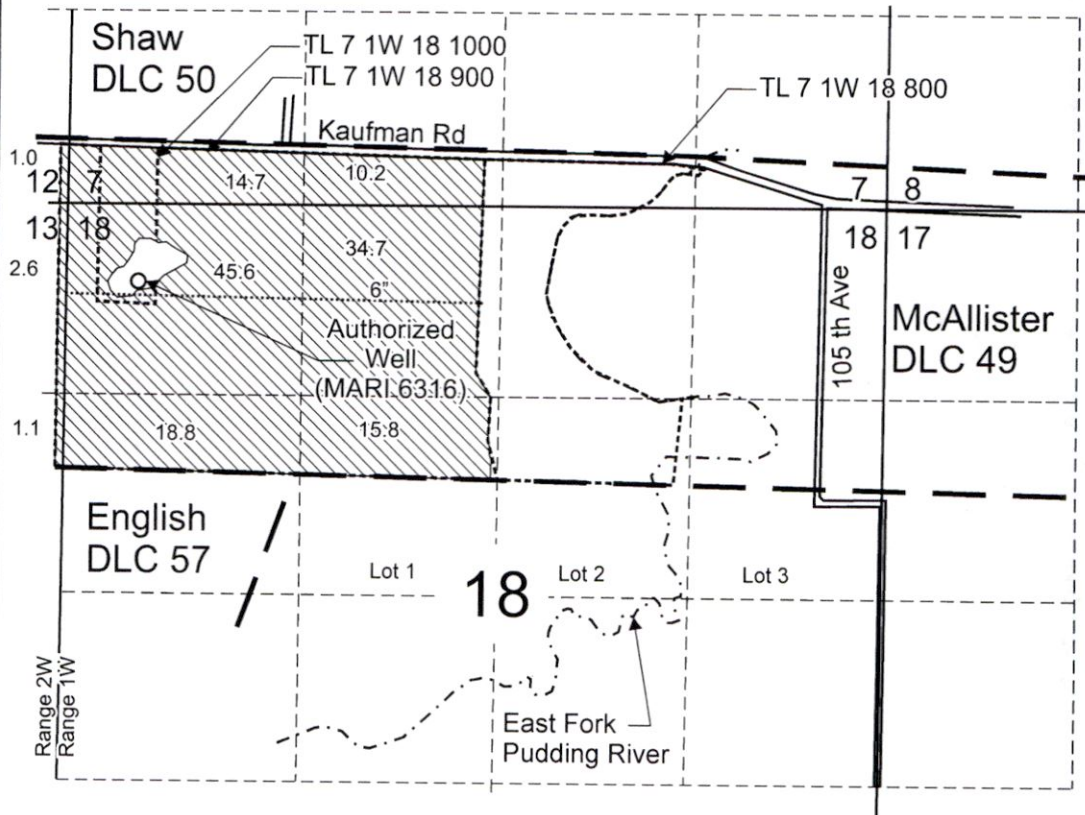 Shaw
DLC 50
TL 7 1W 18 1000
TL 7 1W 18 900
TL 7 1W 18 800
Kaufman Rd
1.0
12 7
14.7
10.2
7 8
13 18
18 17
2.6
45.6
34.7
6"
Authorized
Well
(MARI 6316)
105 th Ave
McAllister
DLC 49
1.1
18.8
15.8
English
DLC 57
Lot 1
18
Lot 2
Lot 3
Range 2W
Range 1W
East Fork
Pudding River